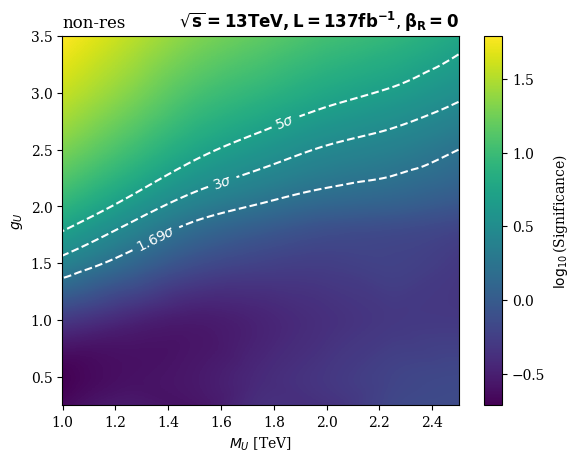 non-res √s = 13TeV, L = 137fb⁻¹, β_R = 0
3.5
3.0
2.5
2.0
1.5
1.0
0.5
g_U
5σ
3σ
1.69σ
1.0 1.2 1.4 1.6 1.8 2.0 2.2 2.4
M_U [TeV]
1.5
1.0
0.5
0.0
−0.5
log₁₀(Significance)